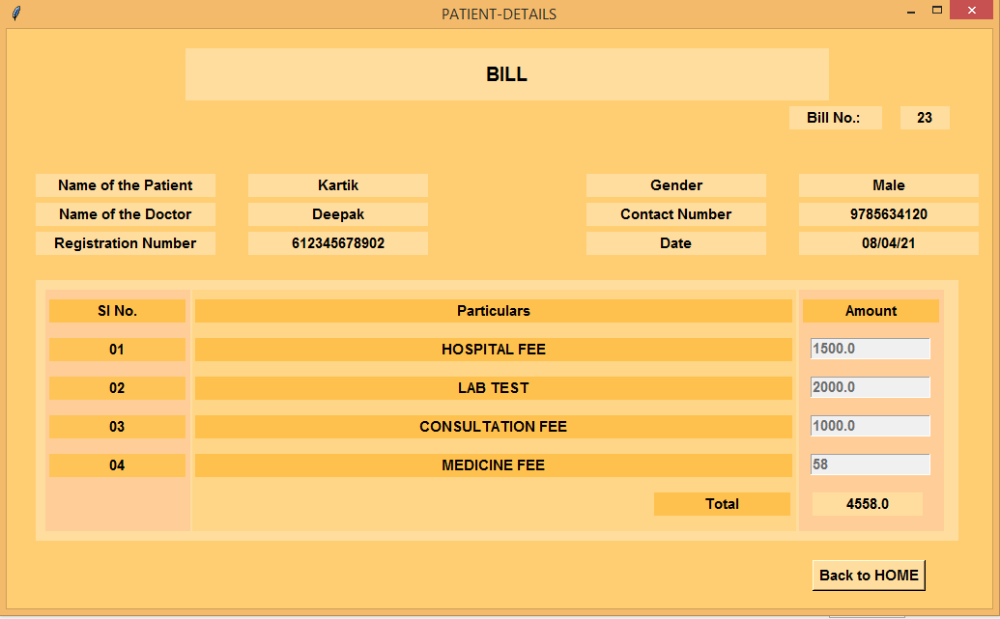 PATIENT-DETAILS
BILL
Bill No.: 23
Name of the Patient Kartik Gender Male
Name of the Doctor Deepak Contact Number 9785634120
Registration Number 612345678902 Date 08/04/21
Sl No. Particulars Amount
01 HOSPITAL FEE 1500.0
02 LAB TEST 2000.0
03 CONSULTATION FEE 1000.0
04 MEDICINE FEE 58
Total 4558.0
Back to HOME